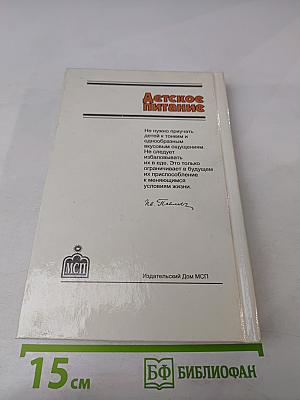 Детское
питание
Не нужно приучать
детей к тонким и
однообразным
вкусовым ощущениям.
Не следует
избаловывать
их в еде. Это только
ограничивает в будущем
их приспособление
к меняющимся
условиям жизни.
МСП
Издательский Дом МСП
15 см
БФ БИБЛИОФАН